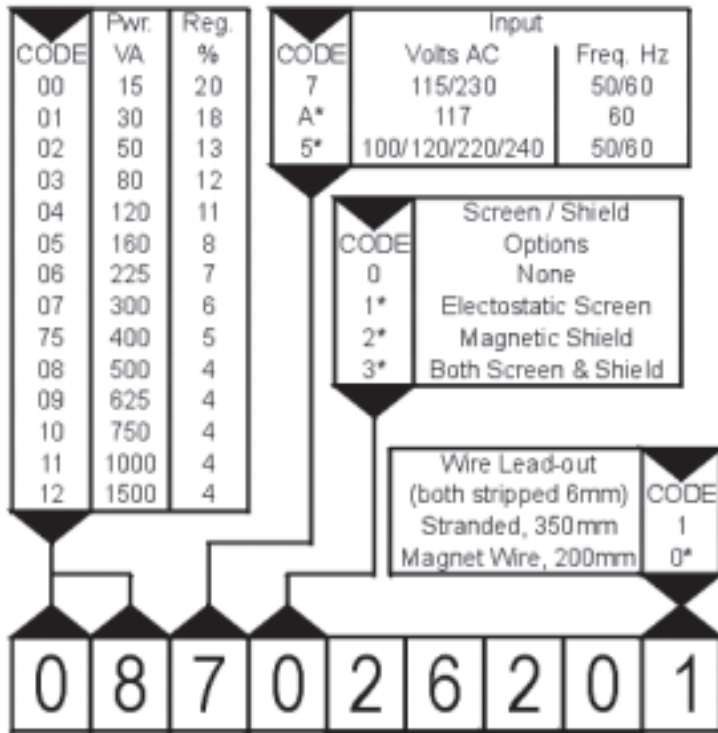 Pwr. Reg.
CODE VA %
00 15 20
01 30 18
02 50 13
03 80 12
04 120 11
05 160 8
06 225 7
07 300 6
75 400 5
08 500 4
09 625 4
10 750 4
11 1000 4
12 1500 4
Input
CODE Volts AC Freq. Hz
7 115/230 50/60
A* 117 60
5* 100/120/220/240 50/60
Screen / Shield
CODE Options
0 None
1* Electostatic Screen
2* Magnetic Shield
3* Both Screen & Shield
Wire Lead-out
(both stripped 6mm) CODE
Stranded, 350mm 1
Magnet Wire, 200mm 0*
0 8 7 0 2 6 2 0 1